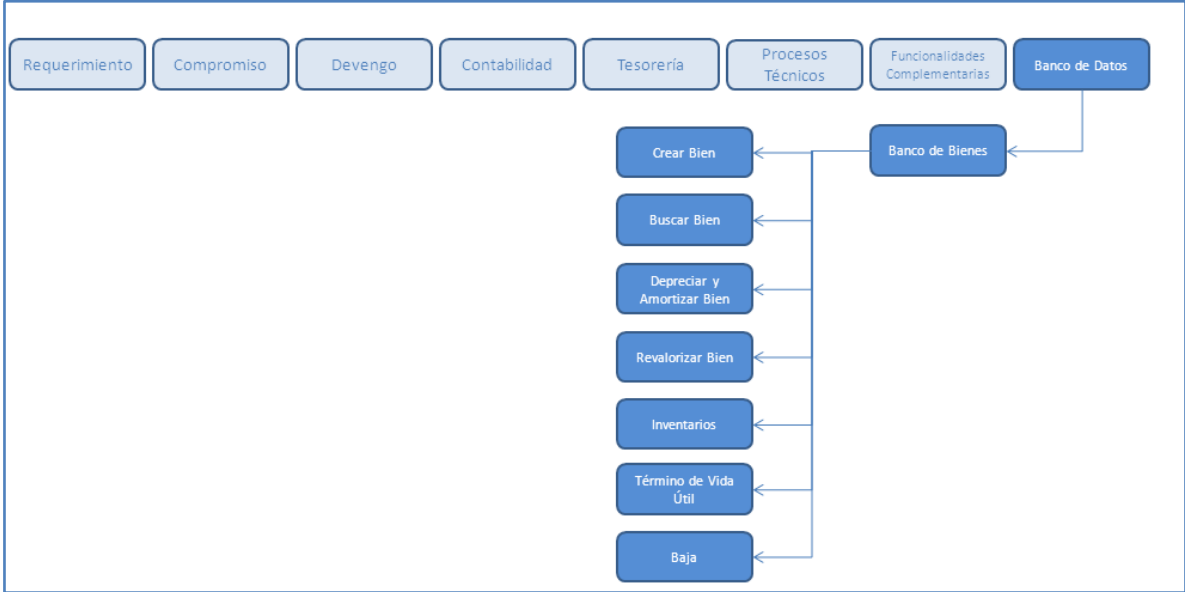 Requerimiento
Compromiso
Devengo
Contabilidad
Tesorería
Procesos
Técnicos
Funcionalidades
Complementarias
Banco de Datos
Banco de Bienes
Crear Bien
Buscar Bien
Depreciar y
Amortizar Bien
Revalorizar Bien
Inventarios
Término de Vida
Útil
Baja